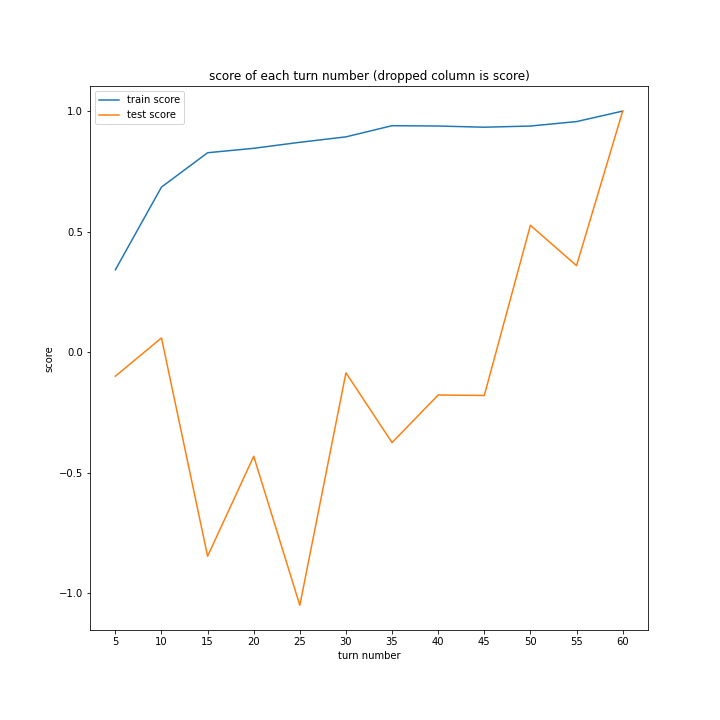 score of each turn number (dropped column is score)
train score
test score
1.0
0.5
0.0
−0.5
−1.0
score
5 10 15 20 25 30 35 40 45 50 55 60
turn number